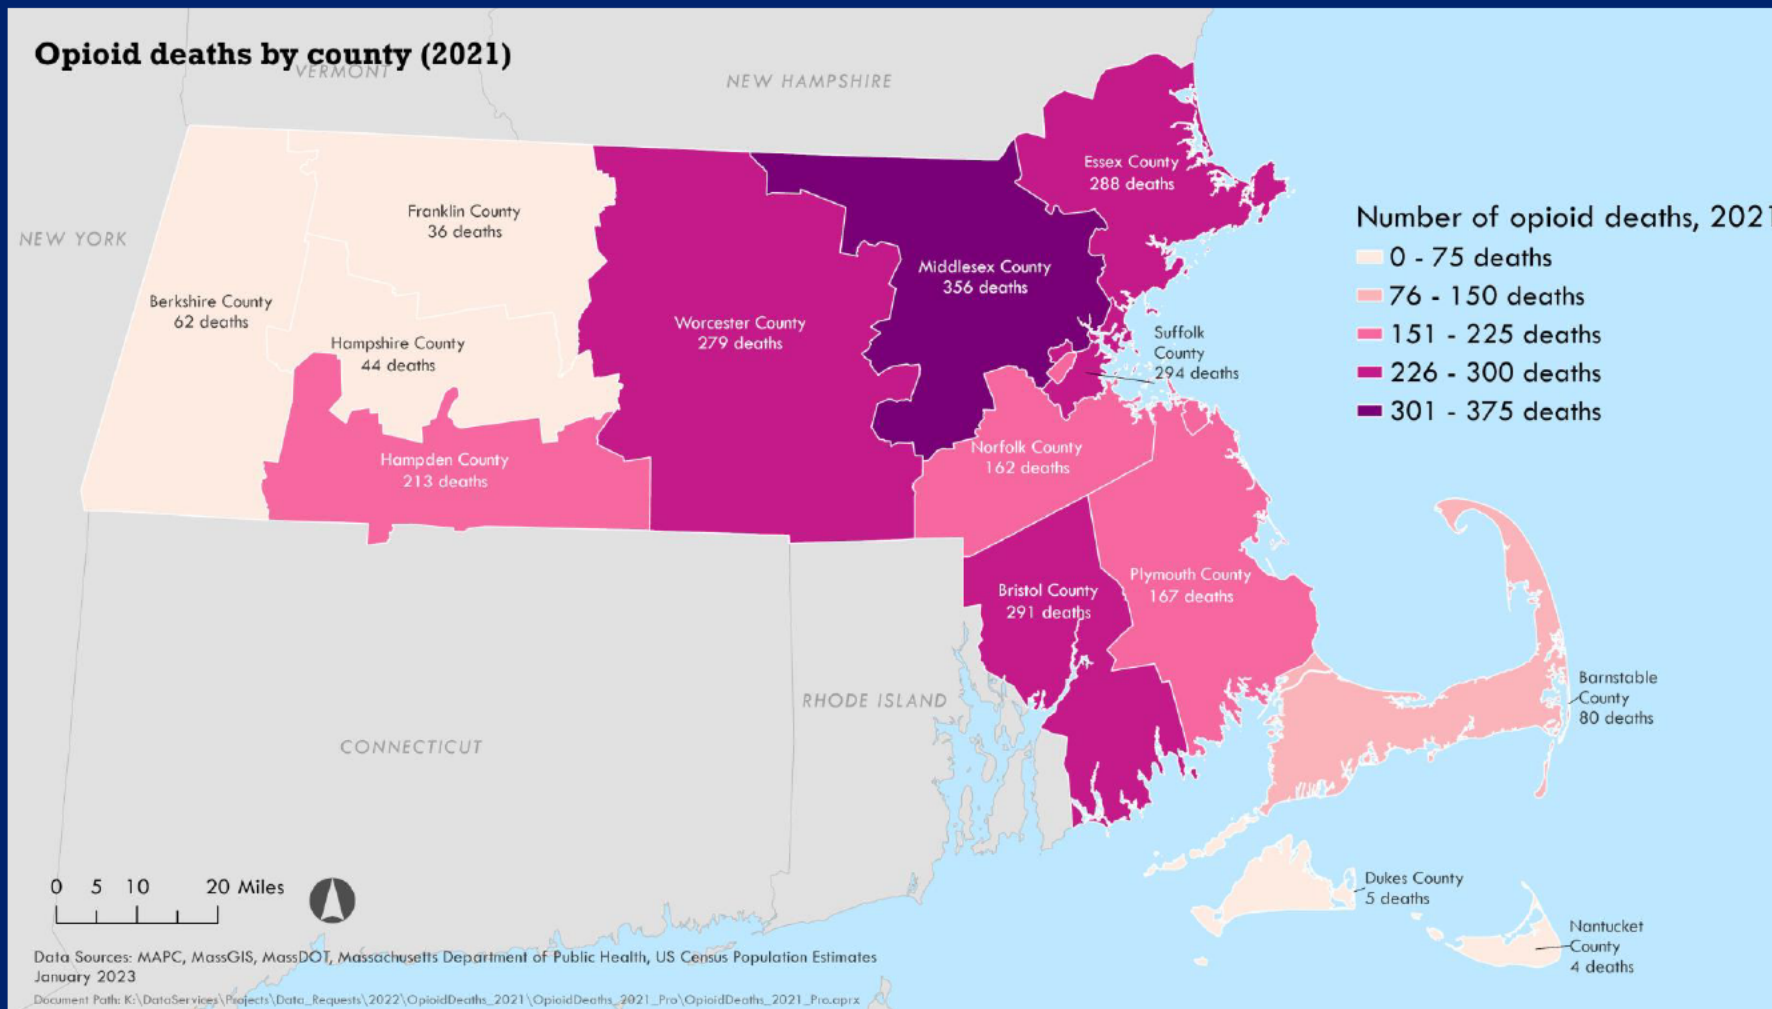 Opioid deaths by county (2021)
VERMONT
NEW HAMPSHIRE
NEW YORK
Essex County
288 deaths
Franklin County
36 deaths
Middlesex County
356 deaths
Berkshire County
62 deaths
Worcester County
279 deaths
Hampshire County
44 deaths
Suffolk
County
294 deaths
Hampden County
213 deaths
Norfolk County
162 deaths
Bristol County
291 deaths
Plymouth County
167 deaths
RHODE ISLAND
CONNECTICUT
Barnstable
County
80 deaths
Dukes County
5 deaths
Nantucket
County
4 deaths
Number of opioid deaths, 2021
0 - 75 deaths
76 - 150 deaths
151 - 225 deaths
226 - 300 deaths
301 - 375 deaths
0 5 10 20 Miles
Data Sources: MAPC, MassGIS, MassDOT, Massachusetts Department of Public Health, US Census Population Estimates
January 2023
Document Path: K:\DataServices\Projects\Data_Requests\2022\OpioidDeaths_2021\OpioidDeaths_2021_Pro\OpioidDeaths_2021_Pro.aprx